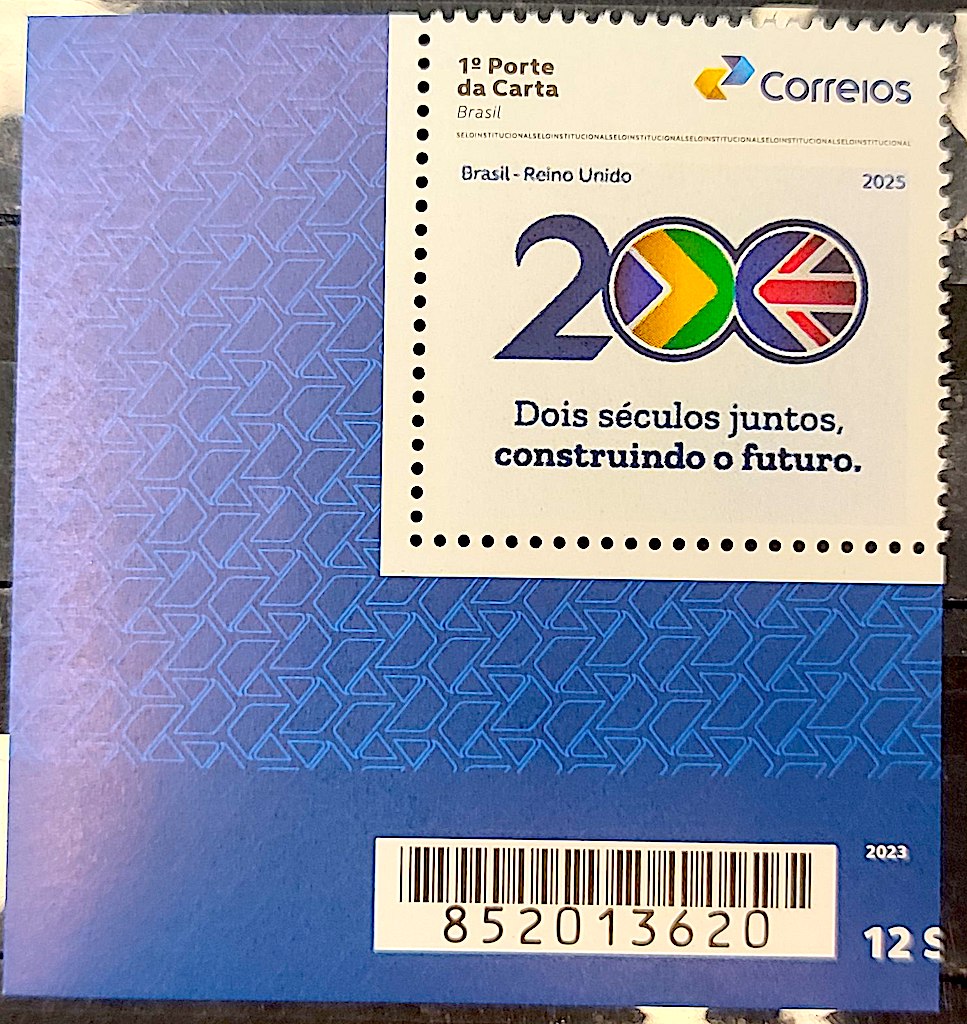 1º Porte
da Carta
Brasil
Correios
SELOINSTITUCIONALSELOINSTITUCIONALSELOINSTITUCIONALSELOINSTITUCIONALSELOINSTITUCIONALSELOINSTITUCIONAL
Brasil - Reino Unido
2025
200
Dois séculos juntos,
construindo o futuro.
2023
852013620
12 S